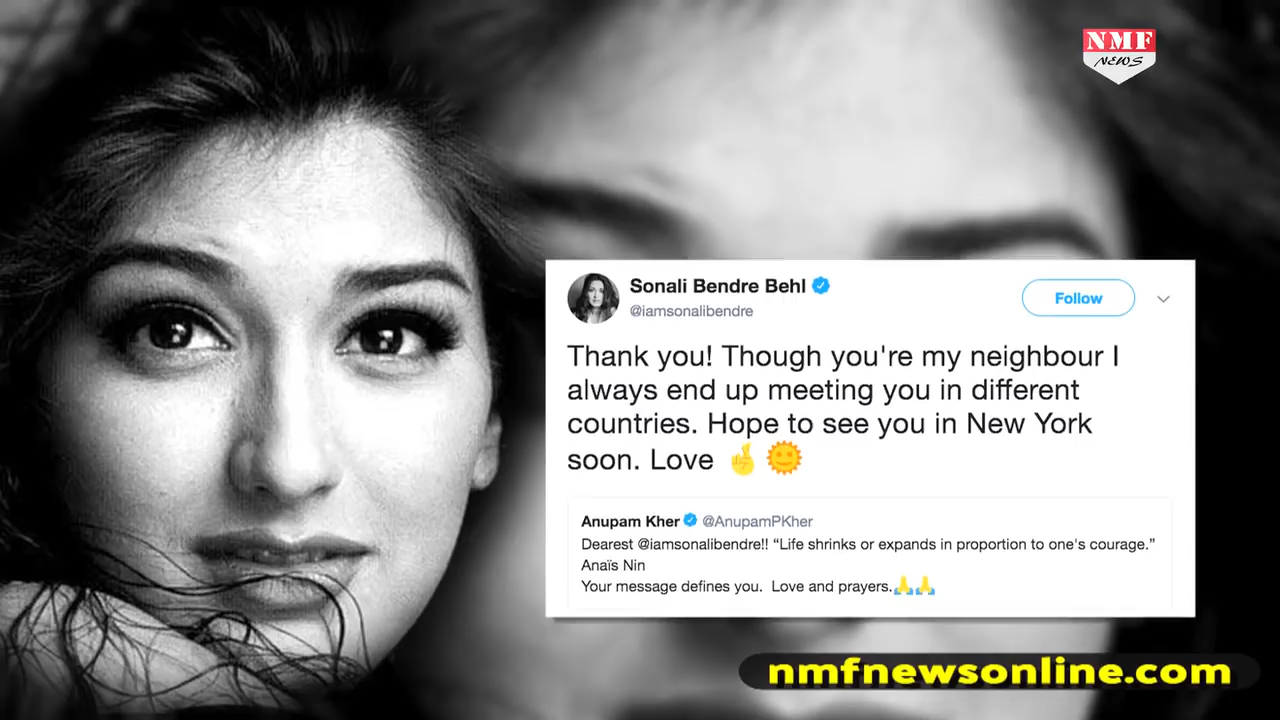 NMF
NEWS
Sonali Bendre Behl
@iamsonalibendre
Follow
Thank you! Though you're my neighbour I
always end up meeting you in different
countries. Hope to see you in New York
soon. Love 🤞🌞
Anupam Kher @AnupamPKher
Dearest @iamsonalibendre!! “Life shrinks or expands in proportion to one's courage.”
Anaïs Nin
Your message defines you.  Love and prayers.🙏🙏
nmfnewsonline.com